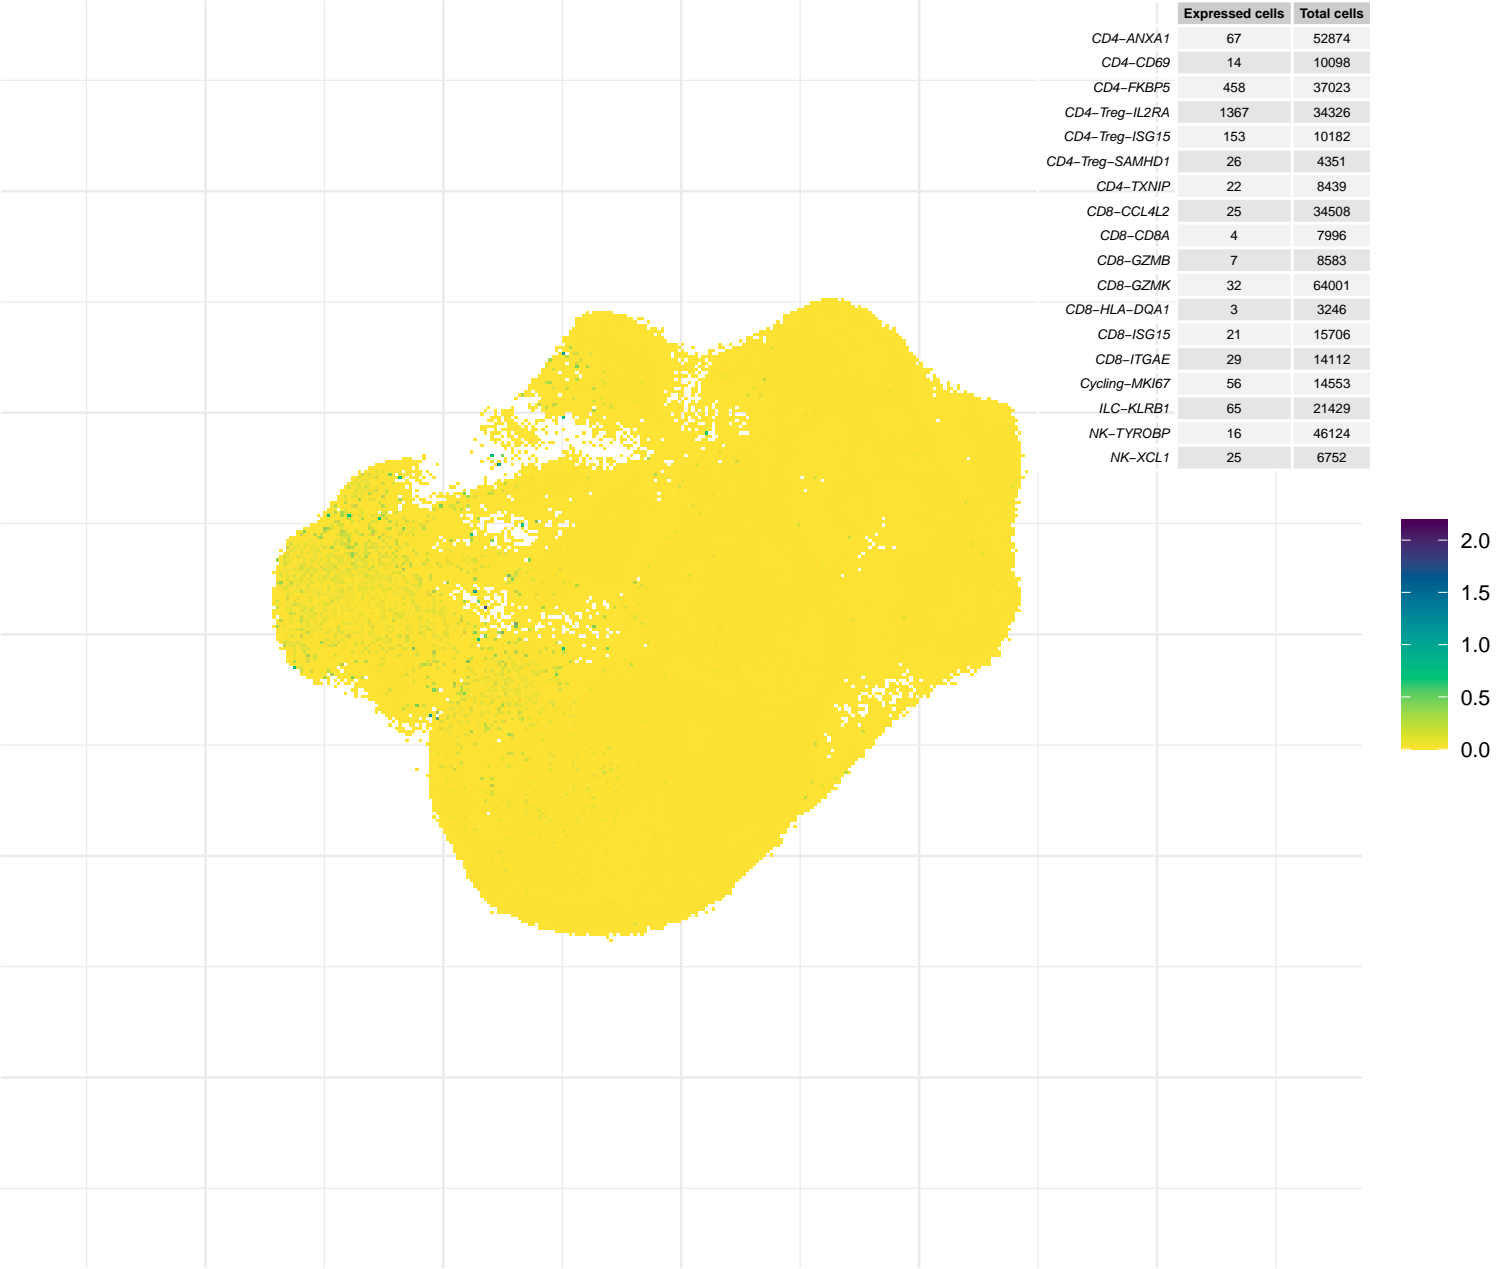 Expressed cells Total cells
CD4−ANXA1 67 52874
CD4−CD69 14 10098
CD4−FKBP5 458 37023
CD4−Treg−IL2RA 1367 34326
CD4−Treg−ISG15 153 10182
CD4−Treg−SAMHD1 26 4351
CD4−TXNIP 22 8439
CD8−CCL4L2 25 34508
CD8−CD8A 4 7996
CD8−GZMB 7 8583
CD8−GZMK 32 64001
CD8−HLA−DQA1 3 3246
CD8−ISG15 21 15706
CD8−ITGAE 29 14112
Cycling−MKI67 56 14553
ILC−KLRB1 65 21429
NK−TYROBP 16 46124
NK−XCL1 25 6752
2.0
1.5
1.0
0.5
0.0